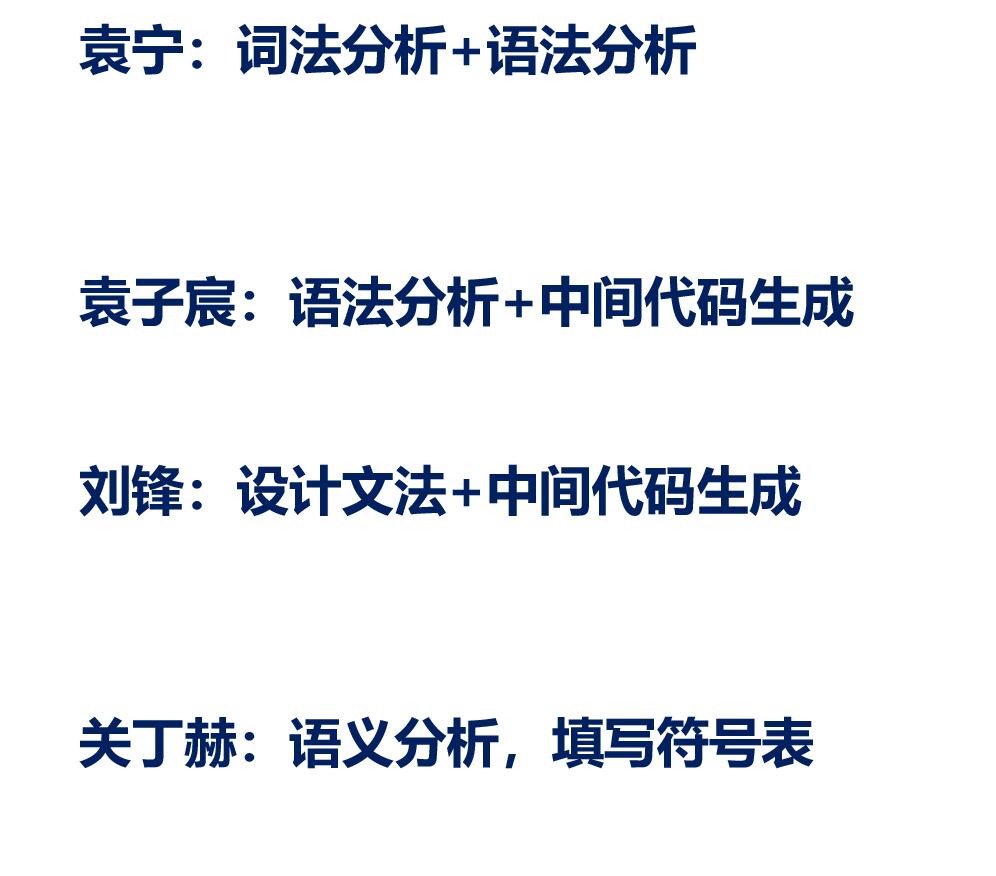 袁宁：词法分析+语法分析
袁子宸：语法分析+中间代码生成
刘锋：设计文法+中间代码生成
关丁赫：语义分析，填写符号表